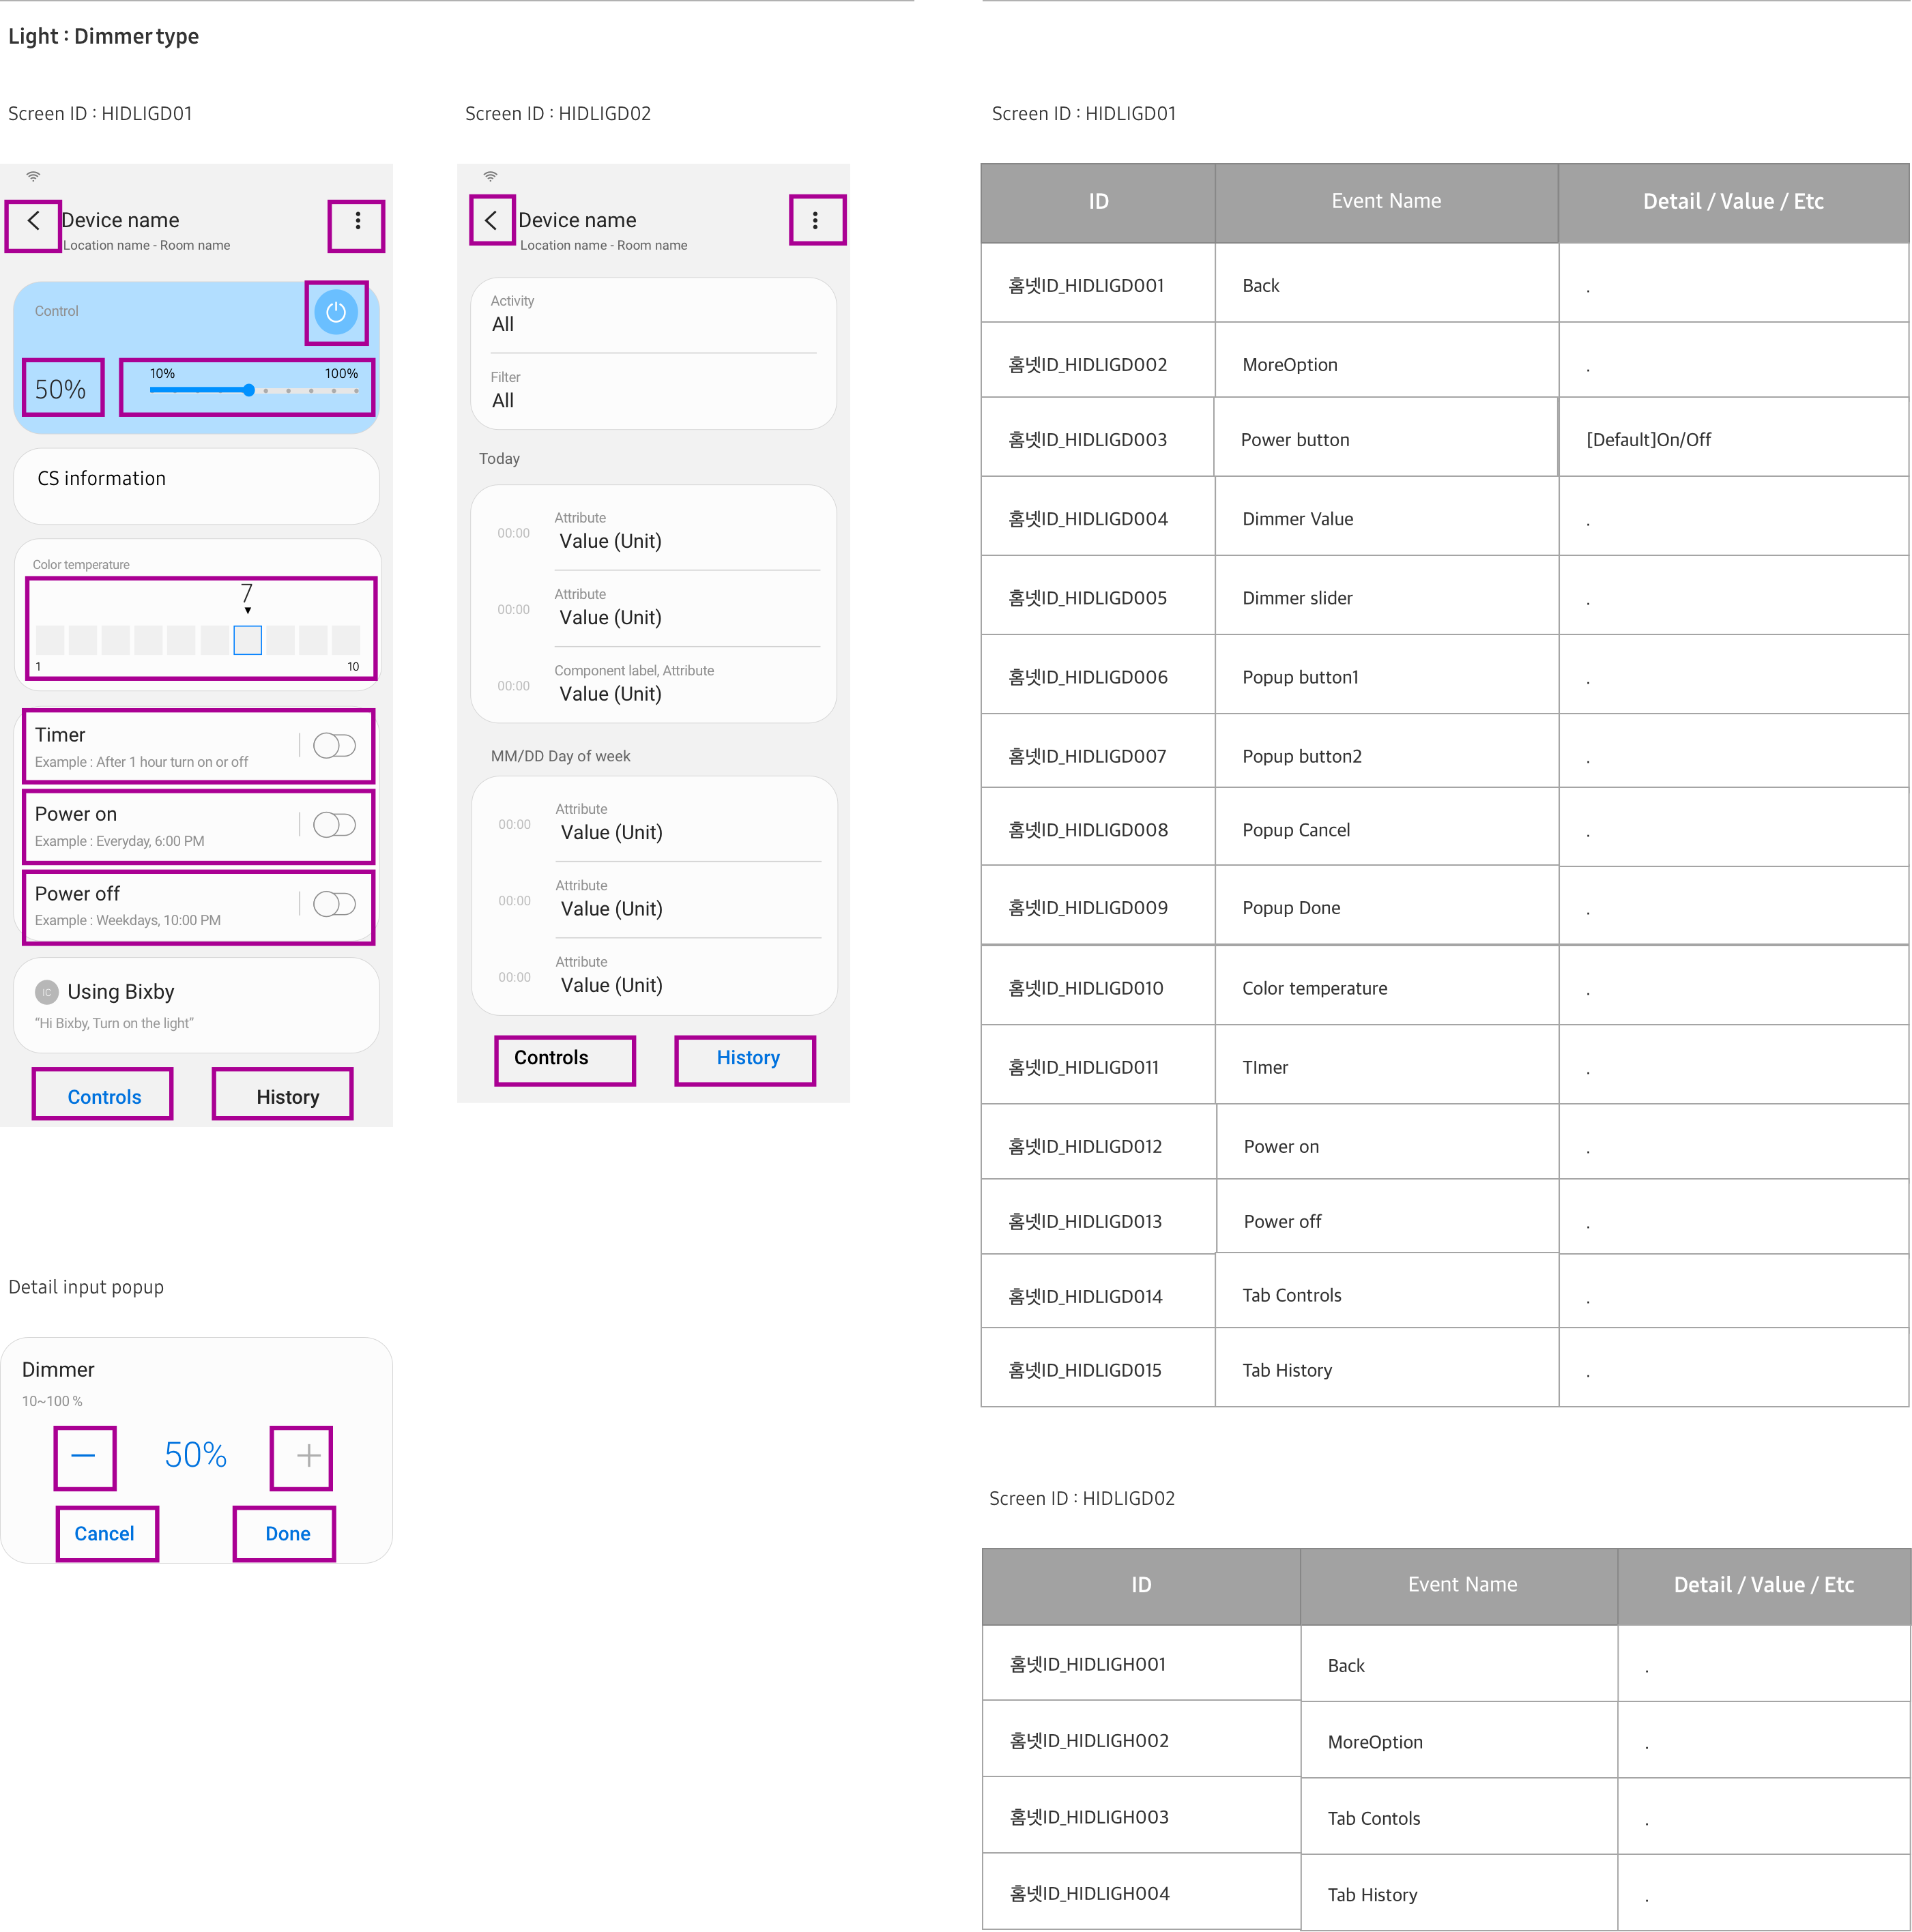 Light : Dimmer type
Screen ID : HIDLIGD01
Device name
Location name - Room name
Control
50%
10% 100%
CS information
Color temperature
7
1 10
Timer
Example : After 1 hour turn on or off
Power on
Example : Everyday, 6:00 PM
Power off
Example : Weekdays, 10:00 PM
IC Using Bixby
“Hi Bixby, Turn on the light”
Controls History
Screen ID : HIDLIGD02
Device name
Location name - Room name
Activity
All
Filter
All
Today
Attribute
00:00 Value (Unit)
Attribute
00:00 Value (Unit)
Component label, Attribute
00:00 Value (Unit)
MM/DD Day of week
Attribute
00:00 Value (Unit)
Attribute
00:00 Value (Unit)
Attribute
00:00 Value (Unit)
Controls History
Detail input popup
Dimmer
10~100 %
50%
Cancel Done
Screen ID : HIDLIGD01
ID Event Name Detail / Value / Etc
홈넷ID_HIDLIGD001 Back .
홈넷ID_HIDLIGD002 MoreOption .
홈넷ID_HIDLIGD003 Power button [Default]On/Off
홈넷ID_HIDLIGD004 Dimmer Value .
홈넷ID_HIDLIGD005 Dimmer slider .
홈넷ID_HIDLIGD006 Popup button1 .
홈넷ID_HIDLIGD007 Popup button2 .
홈넷ID_HIDLIGD008 Popup Cancel .
홈넷ID_HIDLIGD009 Popup Done .
홈넷ID_HIDLIGD010 Color temperature .
홈넷ID_HIDLIGD011 TImer .
홈넷ID_HIDLIGD012 Power on .
홈넷ID_HIDLIGD013 Power off .
홈넷ID_HIDLIGD014 Tab Controls .
홈넷ID_HIDLIGD015 Tab History .
Screen ID : HIDLIGD02
ID Event Name Detail / Value / Etc
홈넷ID_HIDLIGH001 Back .
홈넷ID_HIDLIGH002 MoreOption .
홈넷ID_HIDLIGH003 Tab Contols .
홈넷ID_HIDLIGH004 Tab History .